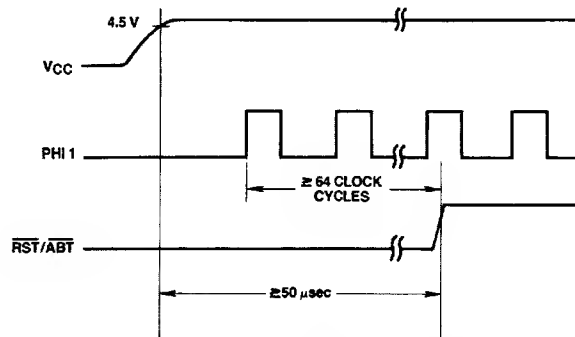 4.5 V
VCC
PHI 1
≥ 64 CLOCK
CYCLES
RST/ABT
≥50 μsec